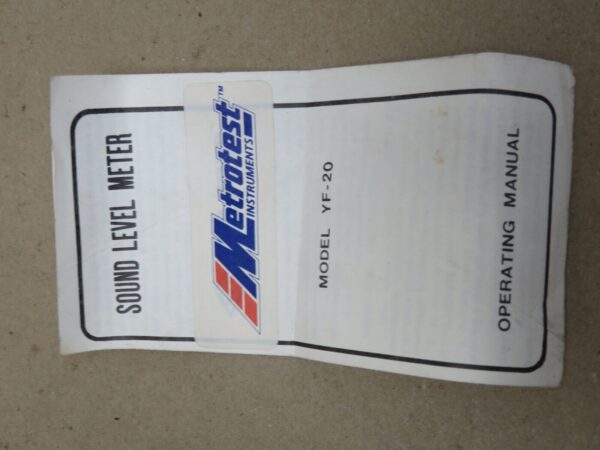 SOUND LEVEL METER
Metrotest™
INSTRUMENTS
MODEL YF-20
OPERATING MANUAL